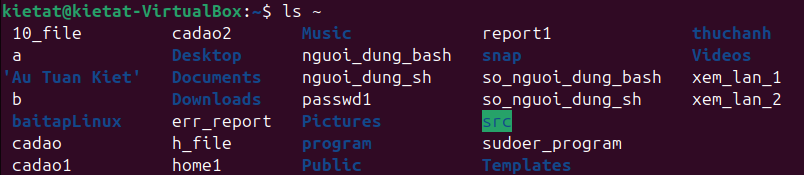 kietat@kietat-VirtualBox:~$ ls ~
10_file cadao2 Music report1 thuchanh
a Desktop nguoi_dung_bash snap Videos
'Au Tuan Kiet' Documents nguoi_dung_sh so_nguoi_dung_bash xem_lan_1
b Downloads passwd1 so_nguoi_dung_sh xem_lan_2
baitapLinux err_report Pictures src
cadao h_file program sudoer_program
cadao1 home1 Public Templates